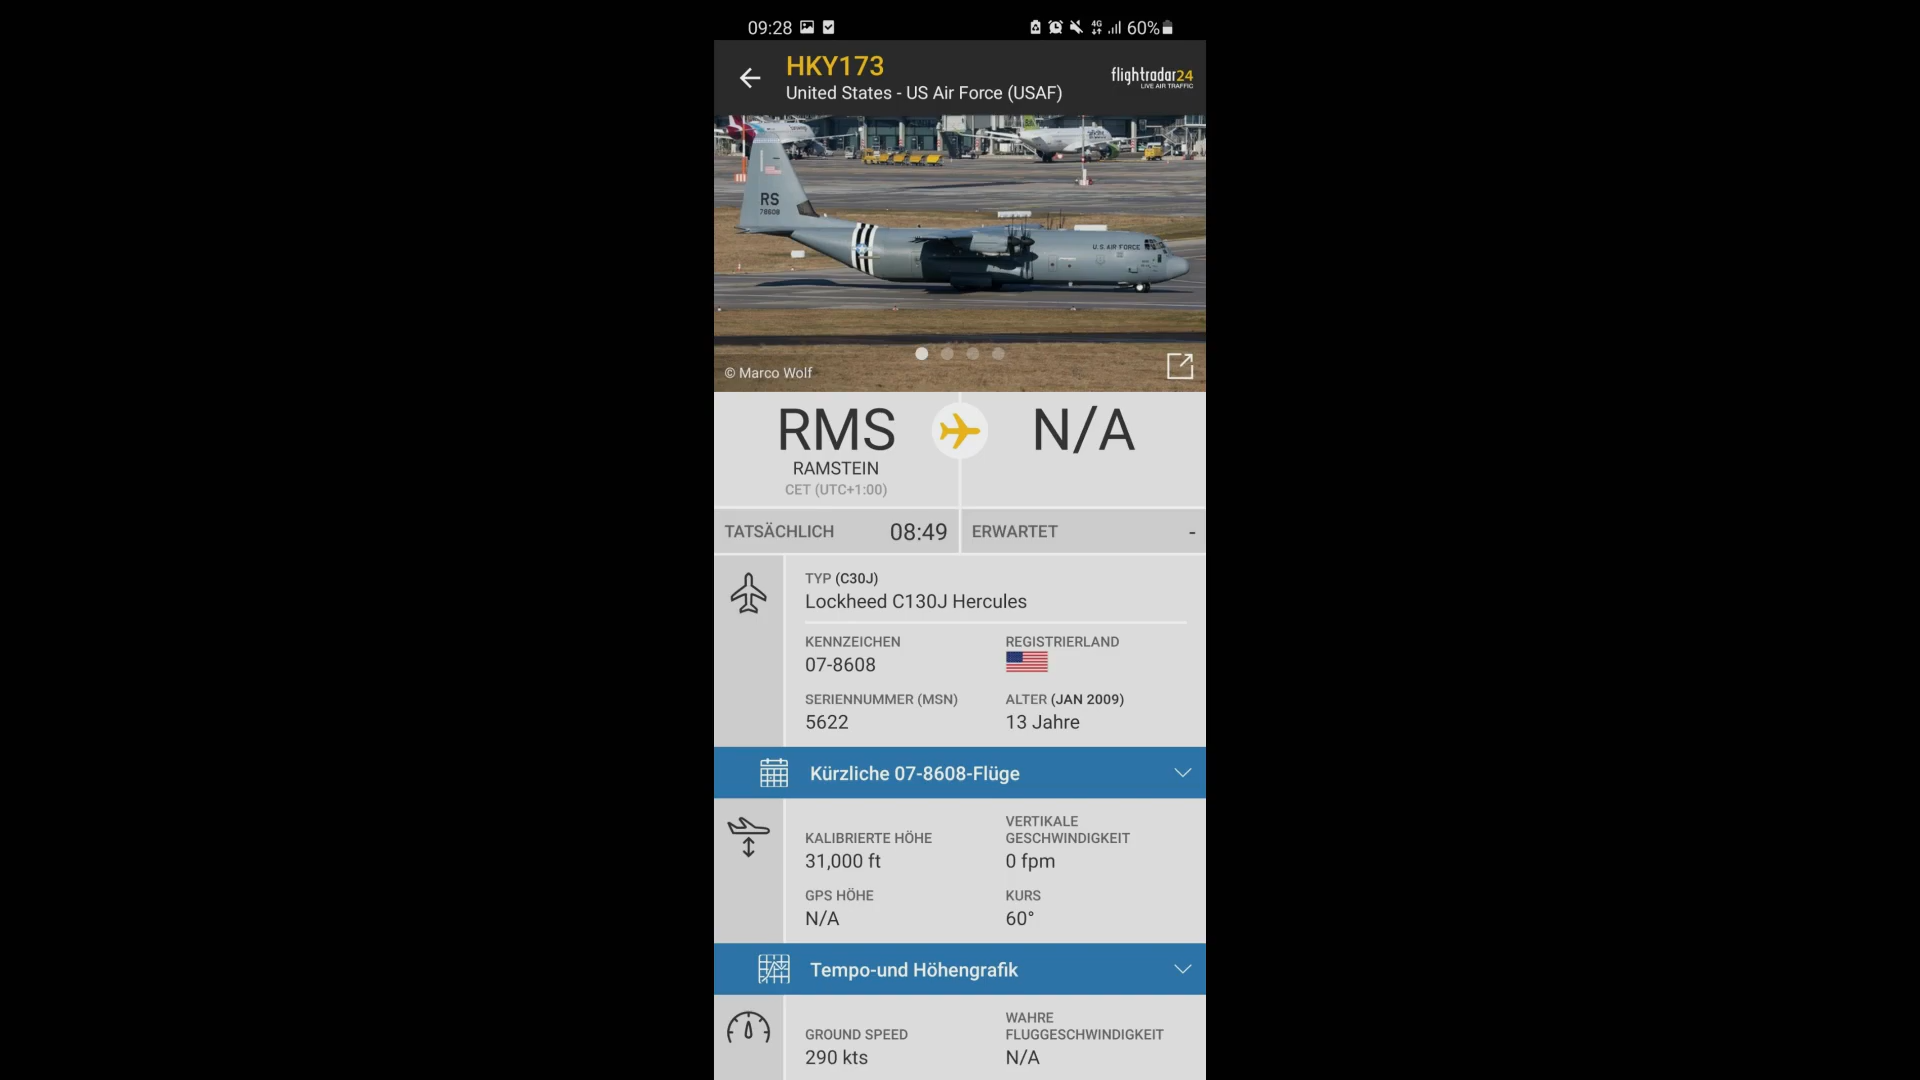 09:28
4G
60%
HKY173
United States - US Air Force (USAF)
flightradar24
LIVE AIR TRAFFIC
RS
78608
U.S. AIR FORCE
© Marco Wolf
RMS
N/A
RAMSTEIN
CET (UTC+1:00)
TATSÄCHLICH 08:49
ERWARTET -
TYP (C30J)
Lockheed C130J Hercules
KENNZEICHEN
07-8608
REGISTRIERLAND
SERIENNUMMER (MSN)
5622
ALTER (JAN 2009)
13 Jahre
Kürzliche 07-8608-Flüge
KALIBRIERTE HÖHE
31,000 ft
VERTIKALE
GESCHWINDIGKEIT
0 fpm
GPS HÖHE
N/A
KURS
60°
Tempo-und Höhengrafik
GROUND SPEED
290 kts
WAHRE
FLUGGESCHWINDIGKEIT
N/A